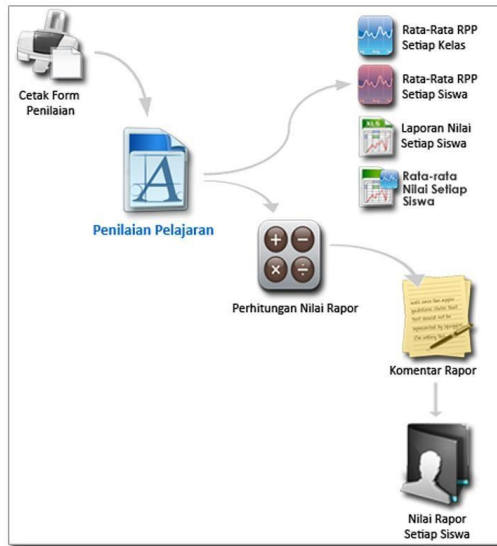 Cetak Form
Penilaian
Rata-Rata RPP
Setiap Kelas
Rata-Rata RPP
Setiap Siswa
XLS
Laporan Nilai
Setiap Siswa
Rata-rata
Nilai Setiap
Siswa
A
Penilaian Pelajaran
Perhitungan Nilai Rapor
Komentar Rapor
Nilai Rapor
Setiap Siswa